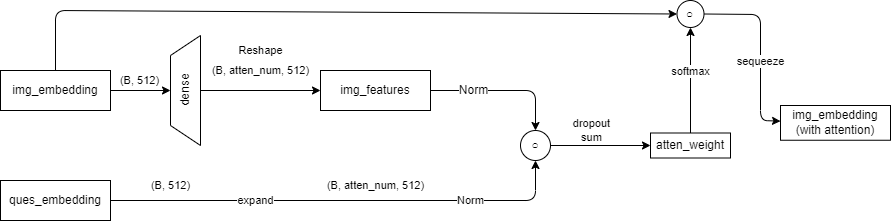 Reshape
(B, 512)
(B, atten_num, 512)
softmax
sequeeze
img_embedding
dense
img_features
Norm
img_embedding
(with attention)
dropout
sum
atten_weight
ques_embedding
(B, 512)
expand
(B, atten_num, 512)
Norm